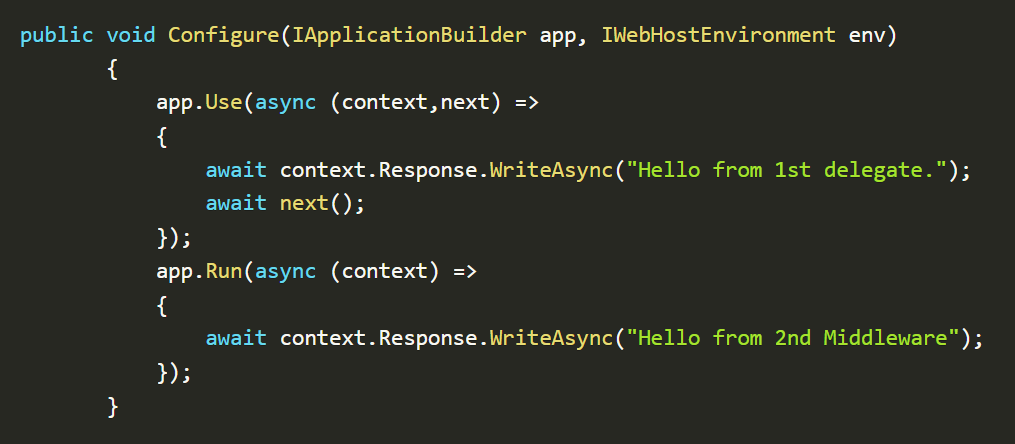 public void Configure(IApplicationBuilder app, IWebHostEnvironment env)
{
app.Use(async (context,next) =>
{
await context.Response.WriteAsync("Hello from 1st delegate.");
await next();
});
app.Run(async (context) =>
{
await context.Response.WriteAsync("Hello from 2nd Middleware");
});
}